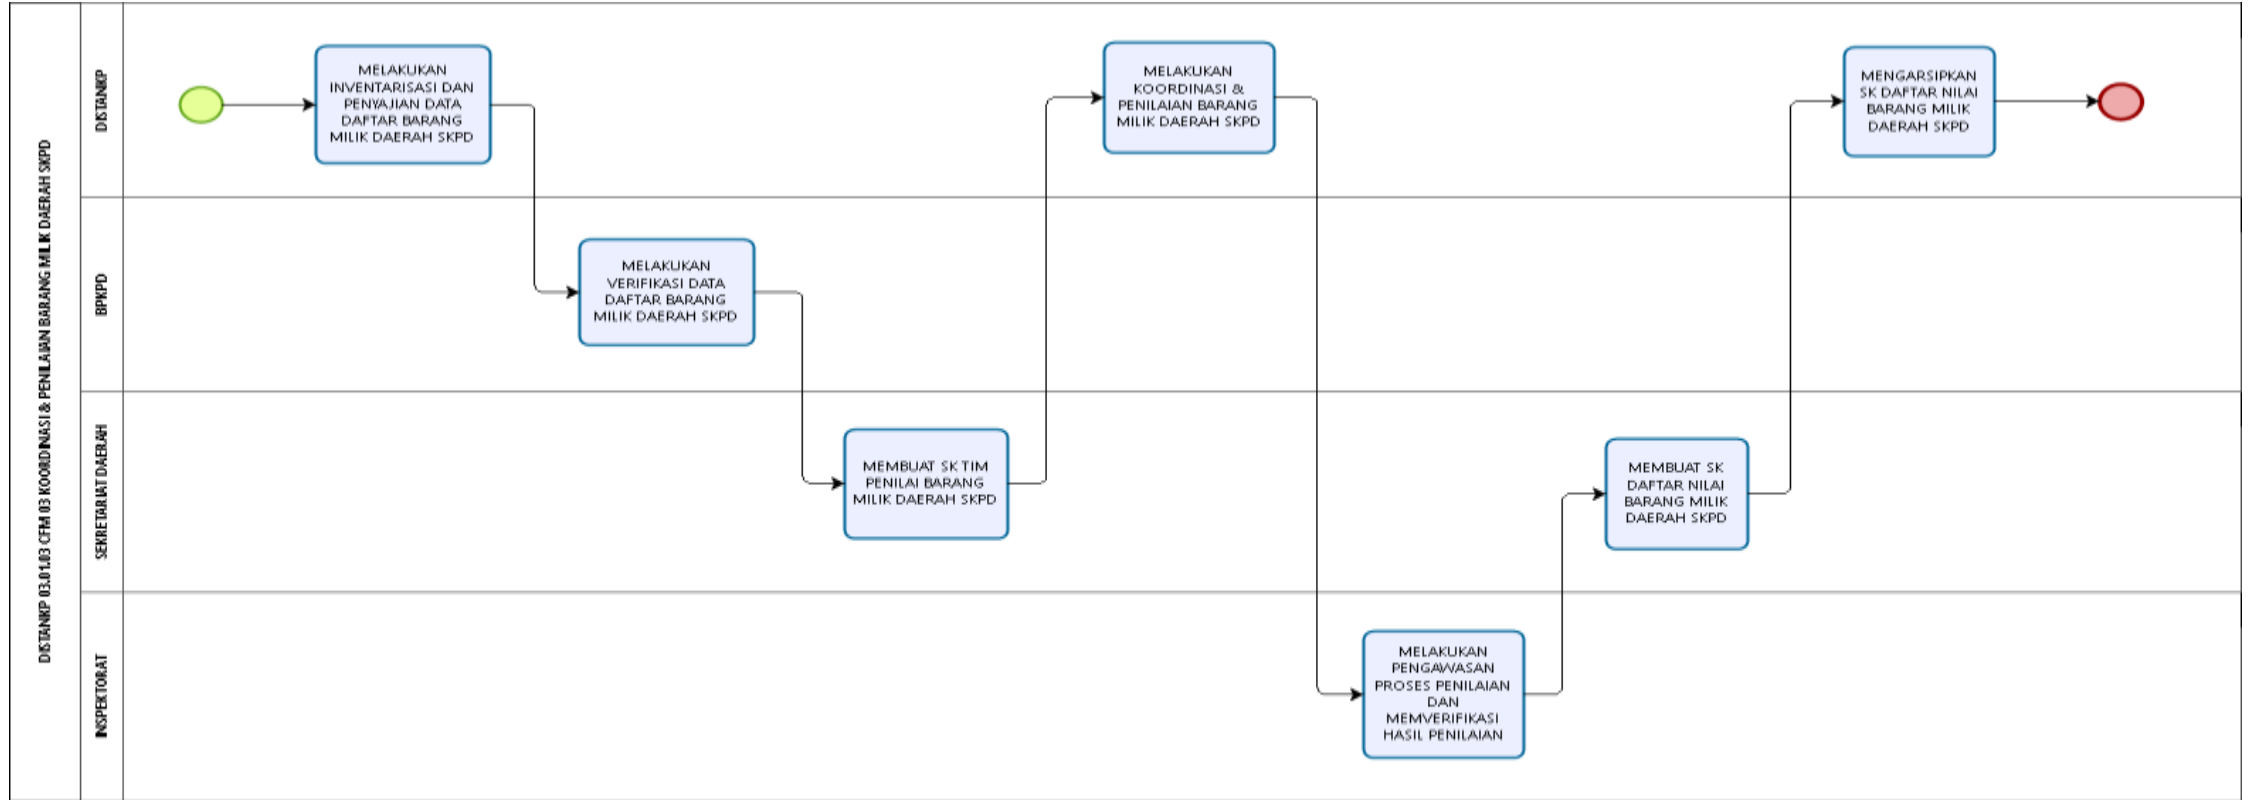 DISTANKP 03.01.03 CFM 03 KOORDINASI & PENILAIAN BARANG MILIK DAERAH SKPD
DISTANKP
MELAKUKAN
INVENTARISASI DAN
PENYAJIAN DATA
DAFTAR BARANG
MILIK DAERAH SKPD
MELAKUKAN
KOORDINASI &
PENILAIAN BARANG
MILIK DAERAH SKPD
MENGARSIPKAN
SK DAFTAR NILAI
BARANG MILIK
DAERAH SKPD
BPKPD
MELAKUKAN
VERIFIKASI DATA
DAFTAR BARANG
MILIK DAERAH SKPD
SEKRETARIAT DAERAH
MEMBUAT SK TIM
PENILAI BARANG
MILIK DAERAH SKPD
MEMBUAT SK
DAFTAR NILAI
BARANG MILIK
DAERAH SKPD
INSPEKTORAT
MELAKUKAN
PENGAWASAN
PROSES PENILAIAN
DAN
MEMVERIFIKASI
HASIL PENILAIAN